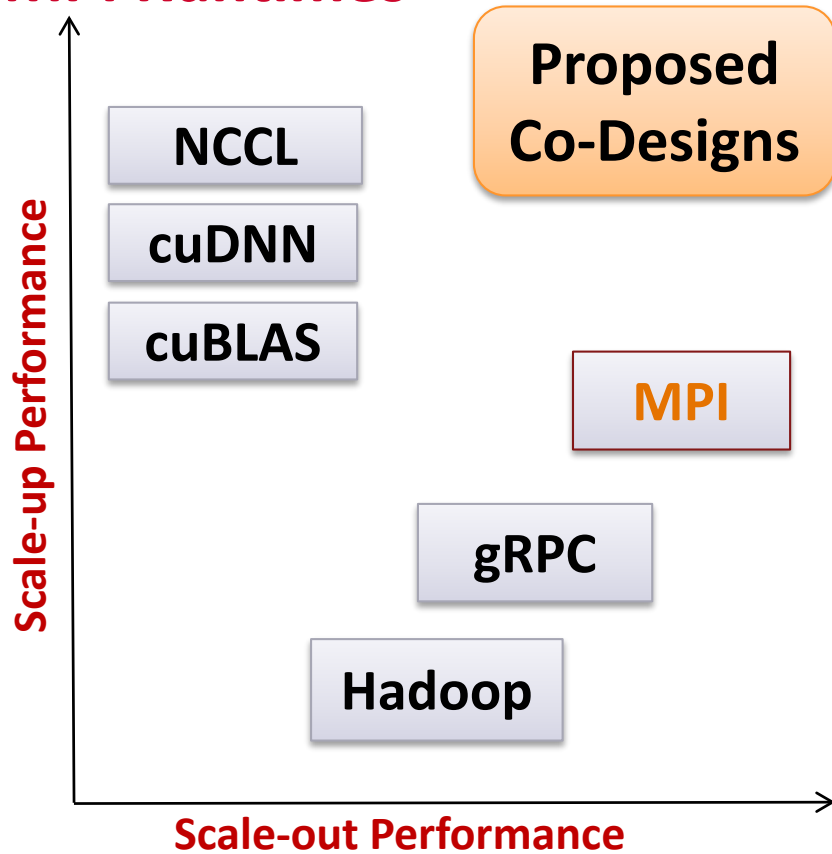 Proposed
Co-Designs
NCCL
cuDNN
cuBLAS
MPI
gRPC
Hadoop
Scale-up Performance
Scale-out Performance